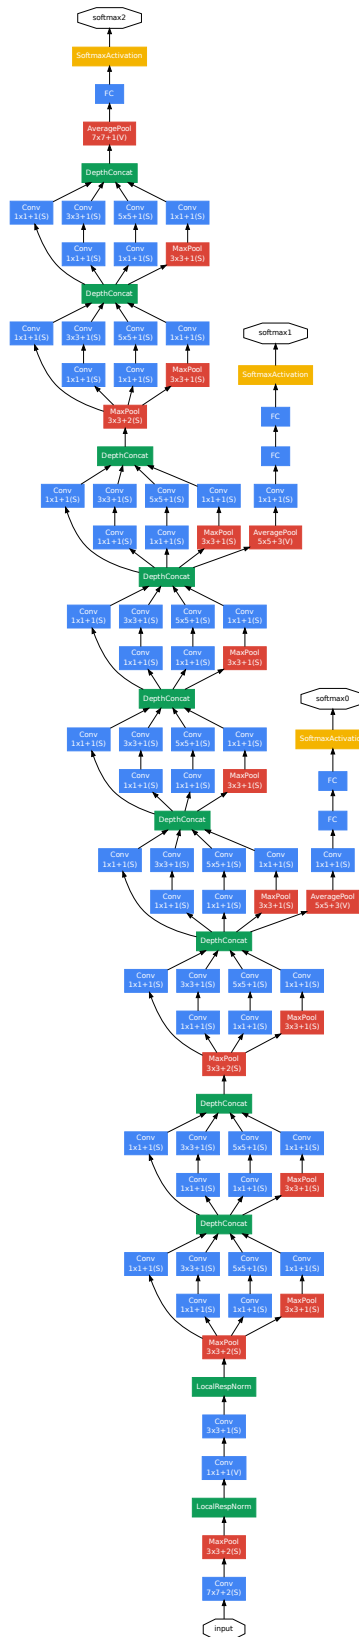 softmax2
SoftmaxActivation
FC
AveragePool
7x7+1(V)
DepthConcat
Conv
1x1+1(S)
Conv
3x3+1(S)
Conv
5x5+1(S)
Conv
1x1+1(S)
Conv
1x1+1(S)
Conv
1x1+1(S)
MaxPool
3x3+1(S)
DepthConcat
Conv
1x1+1(S)
Conv
3x3+1(S)
Conv
5x5+1(S)
Conv
1x1+1(S)
softmax1
Conv
1x1+1(S)
Conv
1x1+1(S)
MaxPool
3x3+1(S)
SoftmaxActivation
MaxPool
3x3+2(S)
FC
DepthConcat
FC
Conv
1x1+1(S)
Conv
3x3+1(S)
Conv
5x5+1(S)
Conv
1x1+1(S)
Conv
1x1+1(S)
Conv
1x1+1(S)
Conv
1x1+1(S)
MaxPool
3x3+1(S)
AveragePool
5x5+3(V)
DepthConcat
Conv
1x1+1(S)
Conv
3x3+1(S)
Conv
5x5+1(S)
Conv
1x1+1(S)
Conv
1x1+1(S)
Conv
1x1+1(S)
MaxPool
3x3+1(S)
DepthConcat
softmax0
Conv
1x1+1(S)
Conv
3x3+1(S)
Conv
5x5+1(S)
Conv
1x1+1(S)
SoftmaxActivatio
Conv
1x1+1(S)
Conv
1x1+1(S)
MaxPool
3x3+1(S)
FC
DepthConcat
FC
Conv
1x1+1(S)
Conv
3x3+1(S)
Conv
5x5+1(S)
Conv
1x1+1(S)
Conv
1x1+1(S)
Conv
1x1+1(S)
Conv
1x1+1(S)
MaxPool
3x3+1(S)
AveragePool
5x5+3(V)
DepthConcat
Conv
1x1+1(S)
Conv
3x3+1(S)
Conv
5x5+1(S)
Conv
1x1+1(S)
Conv
1x1+1(S)
Conv
1x1+1(S)
MaxPool
3x3+1(S)
MaxPool
3x3+2(S)
DepthConcat
Conv
1x1+1(S)
Conv
3x3+1(S)
Conv
5x5+1(S)
Conv
1x1+1(S)
Conv
1x1+1(S)
Conv
1x1+1(S)
MaxPool
3x3+1(S)
DepthConcat
Conv
1x1+1(S)
Conv
3x3+1(S)
Conv
5x5+1(S)
Conv
1x1+1(S)
Conv
1x1+1(S)
Conv
1x1+1(S)
MaxPool
3x3+1(S)
MaxPool
3x3+2(S)
LocalRespNorm
Conv
3x3+1(S)
Conv
1x1+1(V)
LocalRespNorm
MaxPool
3x3+2(S)
Conv
7x7+2(S)
input